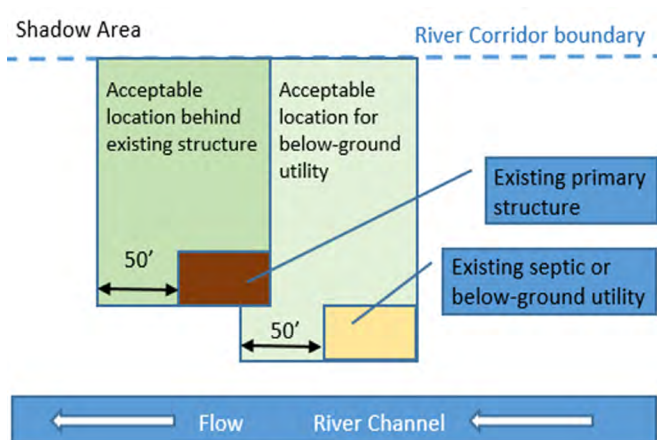 Shadow Area
River Corridor boundary
Acceptable
location behind
existing structure
Acceptable
location for
below-ground
utility
Existing primary
structure
50’
Existing septic or
below-ground utility
50’
Flow
River Channel